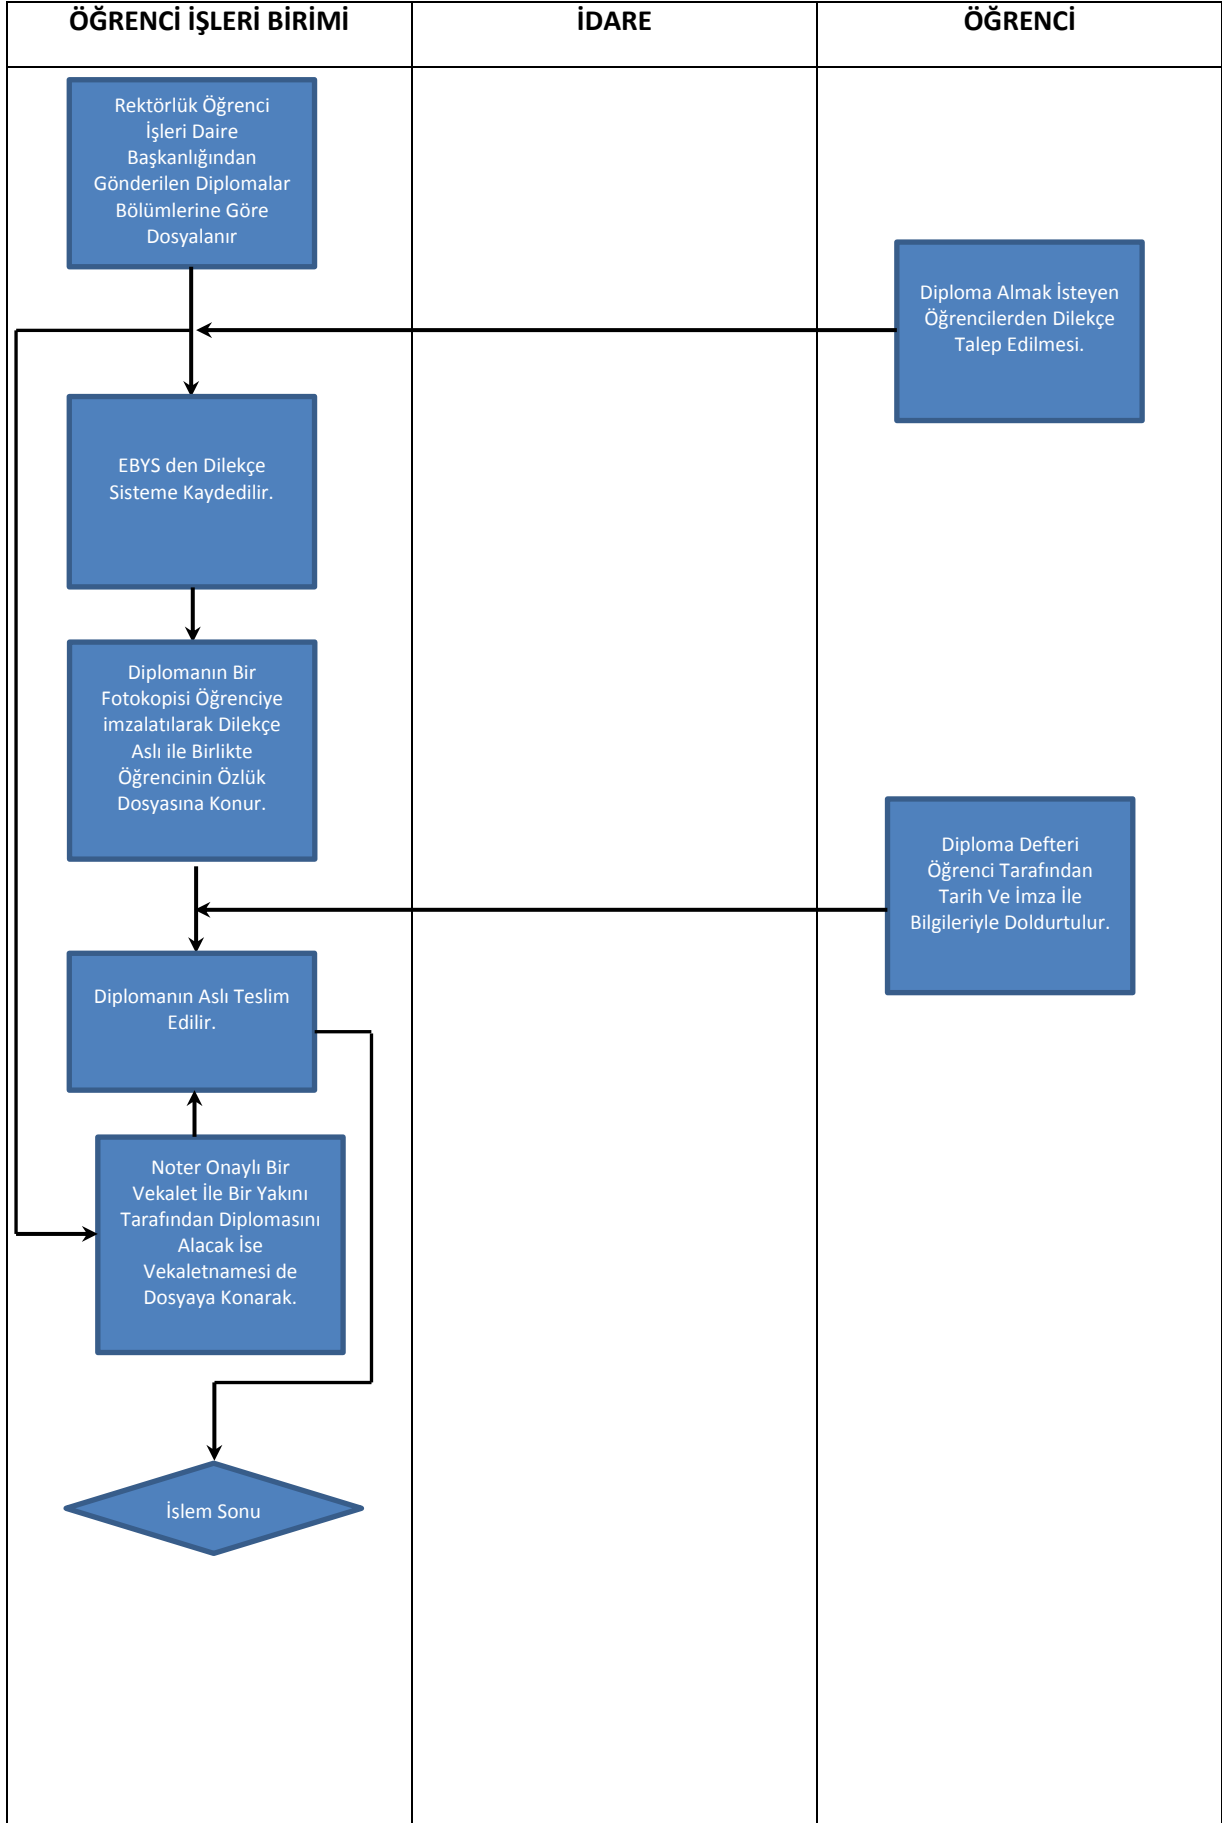 ÖĞRENCİ İŞLERİ BİRİMİ
İDARE
ÖĞRENCİ
Rektörlük Öğrenci
İşleri Daire
Başkanlığından
Gönderilen Diplomalar
Bölümlerine Göre
Dosyalanır
Diploma Almak İsteyen
Öğrencilerden Dilekçe
Talep Edilmesi.
EBYS den Dilekçe
Sisteme Kaydedilir.
Diplomanın Bir
Fotokopisi Öğrenciye
imzalatılarak Dilekçe
Aslı ile Birlikte
Öğrencinin Özlük
Dosyasına Konur.
Diploma Defteri
Öğrenci Tarafından
Tarih Ve İmza İle
Bilgileriyle Doldurtulur.
Diplomanın Aslı Teslim
Edilir.
Noter Onaylı Bir
Vekalet İle Bir Yakını
Tarafından Diplomasını
Alacak İse
Vekaletnamesi de
Dosyaya Konarak.
İşlem Sonu